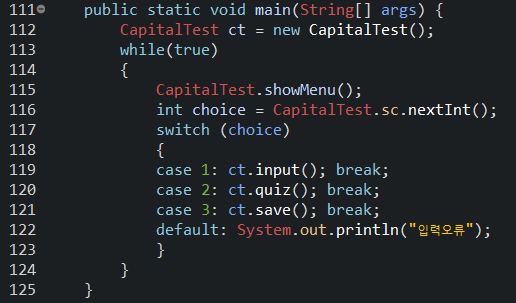 111 public static void main(String[] args) {
112 CapitalTest ct = new CapitalTest();
113 while(true)
114 {
115 CapitalTest.showMenu();
116 int choice = CapitalTest.sc.nextInt();
117 switch (choice)
118 {
119 case 1: ct.input(); break;
120 case 2: ct.quiz(); break;
121 case 3: ct.save(); break;
122 default: System.out.println("입력오류");
123 }
124 }
125 }